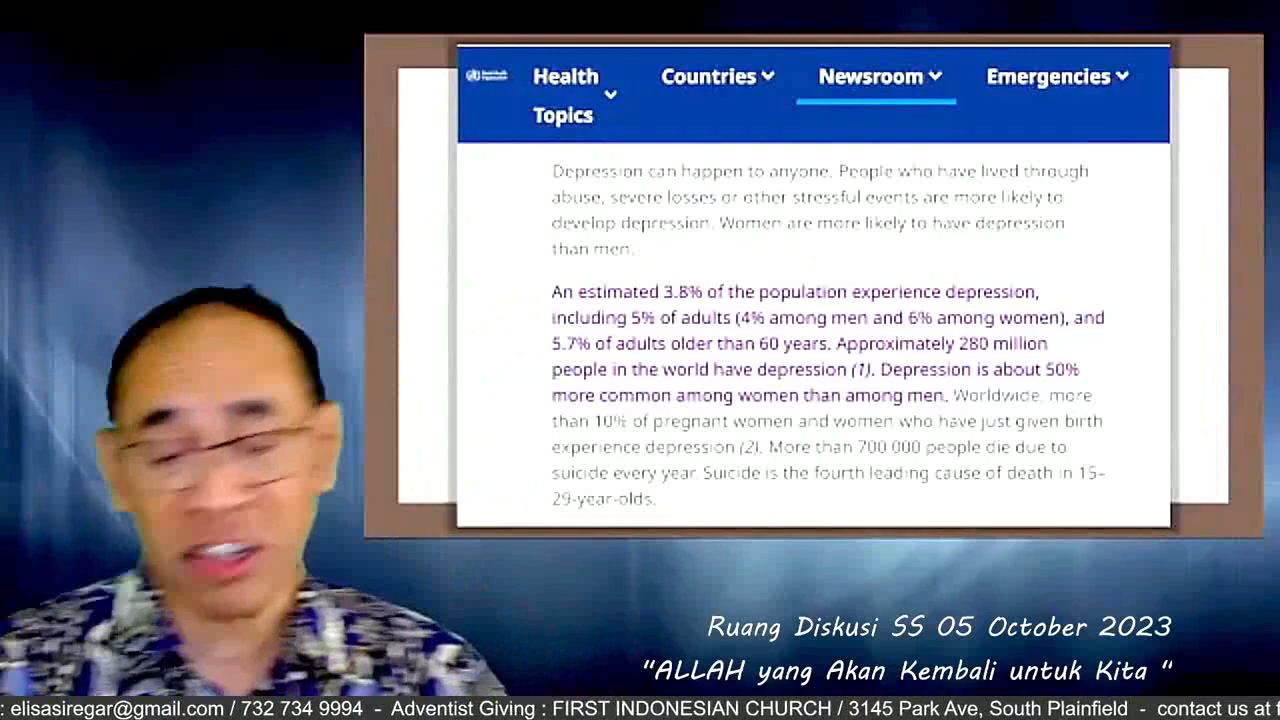 Health
Topics
Countries
Newsroom
Emergencies
Depression can happen to anyone. People who have lived through
abuse, severe losses or other stressful events are more likely to
develop depression. Women are more likely to have depression
than men.
An estimated 3.8% of the population experience depression,
including 5% of adults (4% among men and 6% among women), and
5.7% of adults older than 60 years. Approximately 280 million
people in the world have depression (1). Depression is about 50%
more common among women than among men. Worldwide, more
than 10% of pregnant women and women who have just given birth
experience depression (2). More than 700 000 people die due to
suicide every year. Suicide is the fourth leading cause of death in 15–
29-year-olds.
Ruang Diskusi SS 05 October 2023
"ALLAH yang Akan Kembali untuk Kita "
: elisasiregar@gmail.com / 732 734 9994 - Adventist Giving : FIRST INDONESIAN CHURCH / 3145 Park Ave, South Plainfield - contact us at